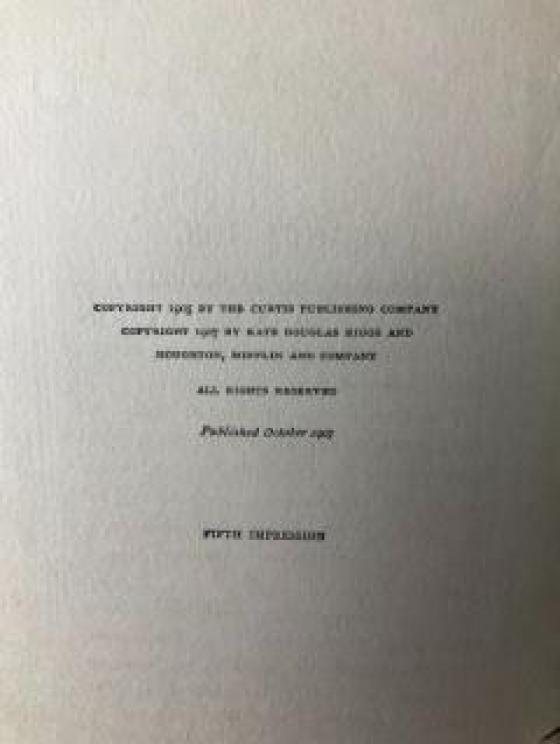 COPYRIGHT 1905 BY THE CURTIS PUBLISHING COMPANY
COPYRIGHT 1907 BY KATE DOUGLAS RIGGS AND
HOUGHTON, MIFFLIN AND COMPANY
ALL RIGHTS RESERVED
Published October 1907
FIFTH IMPRESSION